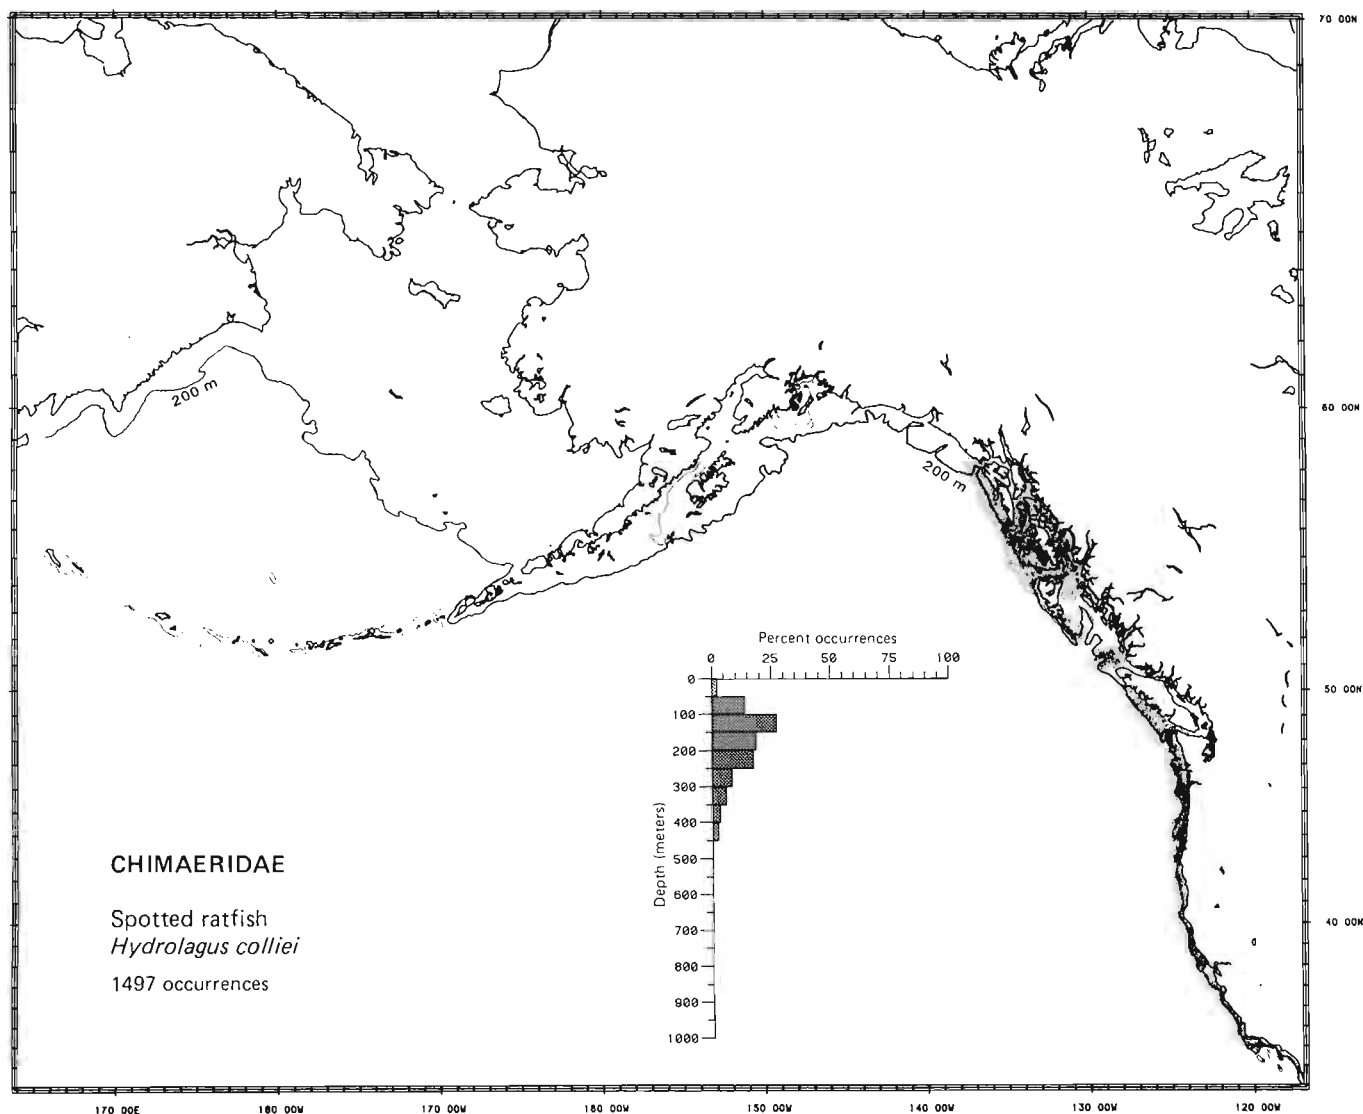 70 00N
200 m
60 00N
200 m
Percent occurrences
0 25 50 75 100
50 00N
0
100
200
300
400
500
600
700
800
900
1000
Depth (meters)
CHIMAERIDAE
Spotted ratfish
Hydrolagus colliei
1497 occurrences
40 00N
170 00E 180 00W 170 00W 160 00W 150 00W 140 00W 130 00W 120 00W